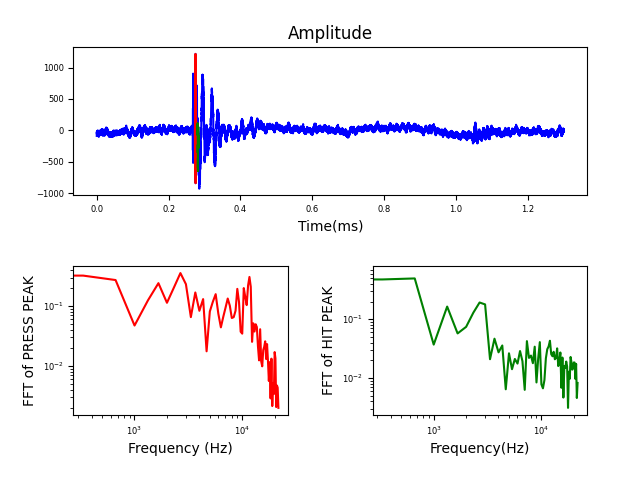 Amplitude
1000
500
0
−500
−1000
0.0 0.2 0.4 0.6 0.8 1.0 1.2
Time(ms)
FFT of PRESS PEAK
10⁻¹
10⁻²
10³ 10⁴
Frequency (Hz)
FFT of HIT PEAK
10⁻¹
10⁻²
10³ 10⁴
Frequency(Hz)